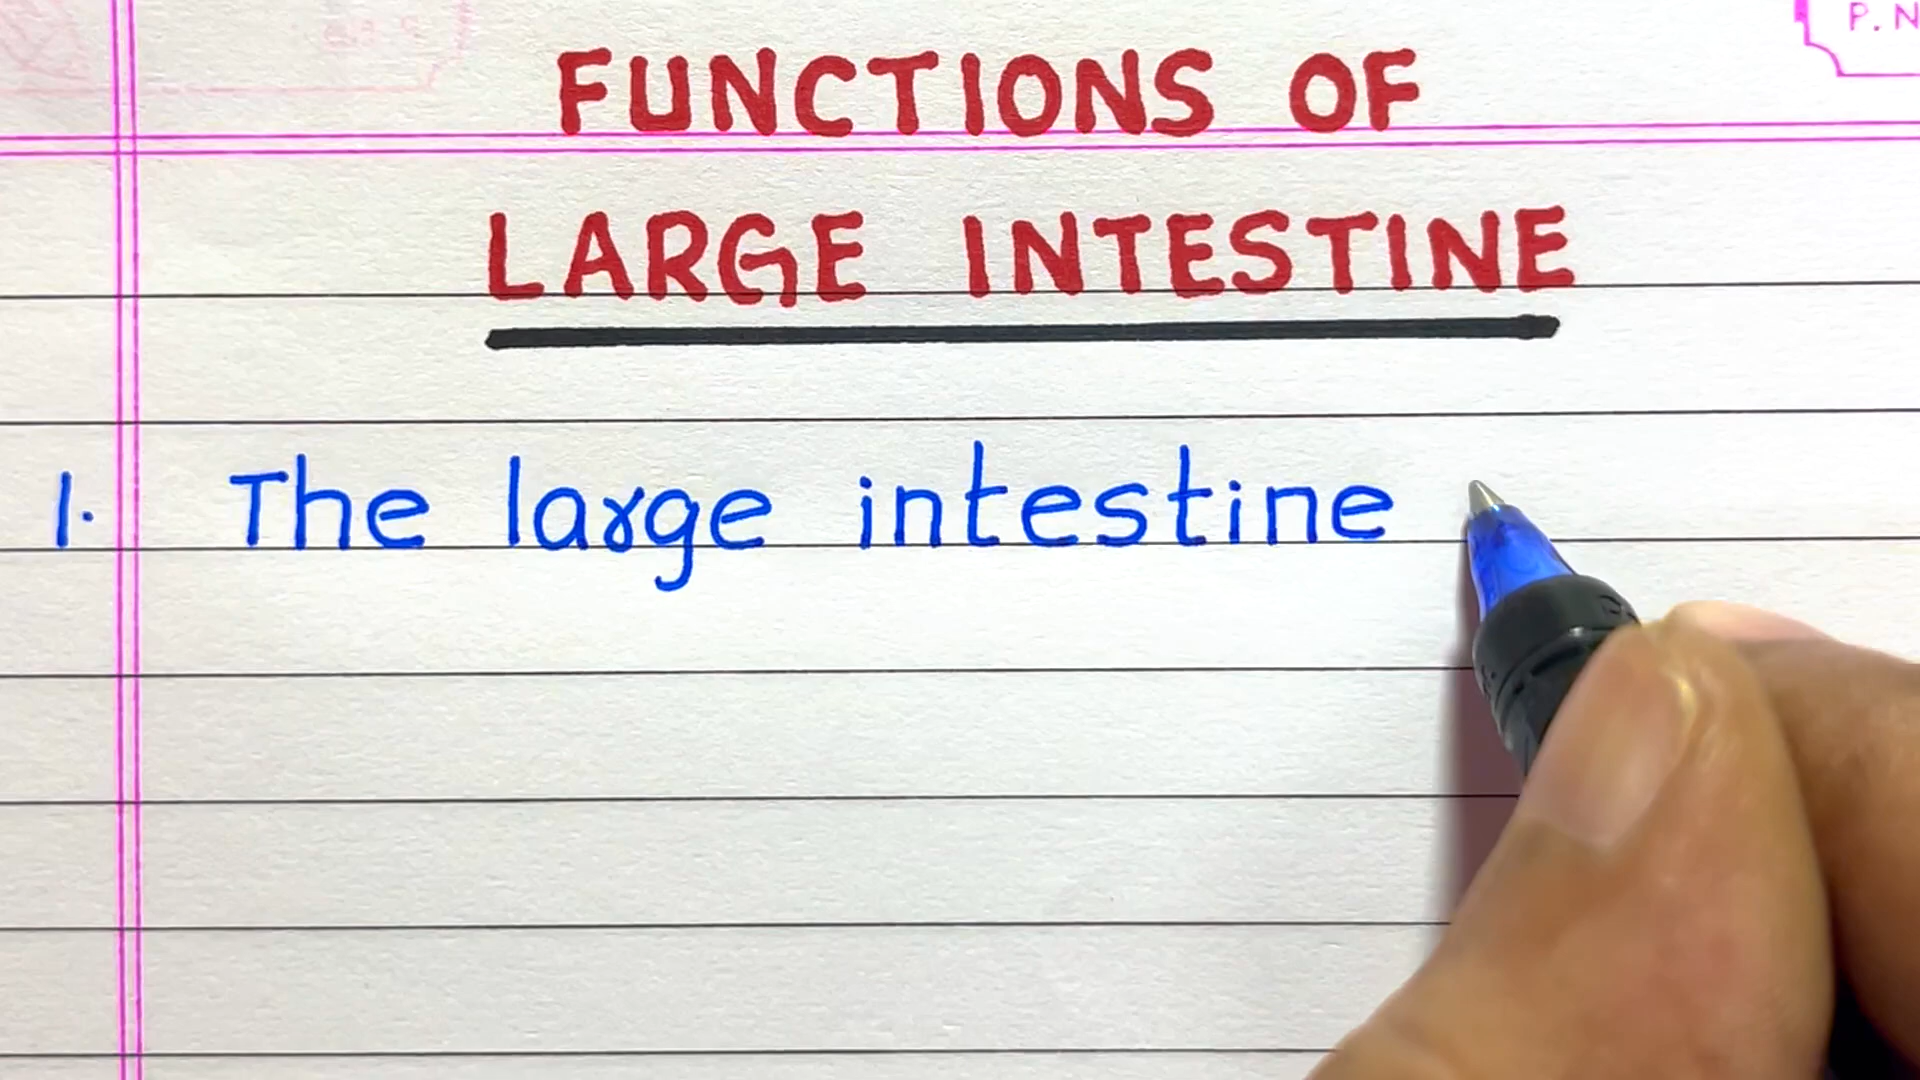 P.N
FUNCTIONS OF
LARGE INTESTINE
1. The large intestine